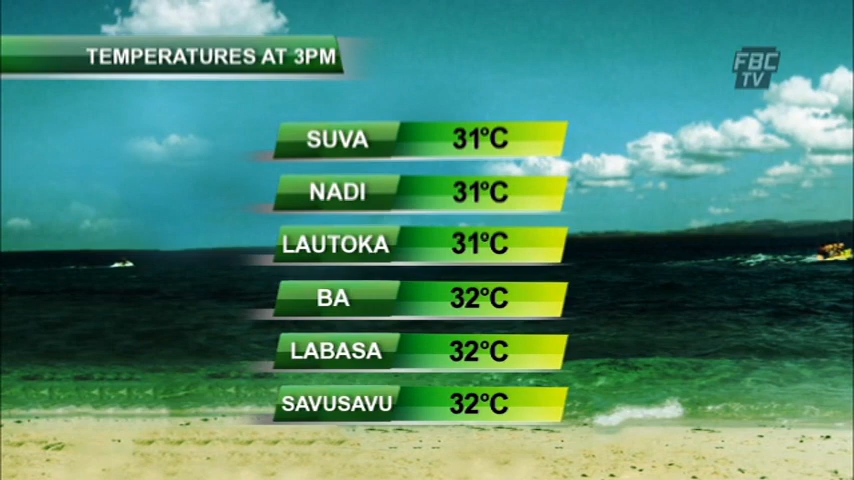 TEMPERATURES AT 3PM
FBC
TV
SUVA 31°C
NADI 31°C
LAUTOKA 31°C
BA 32°C
LABASA 32°C
SAVUSAVU 32°C